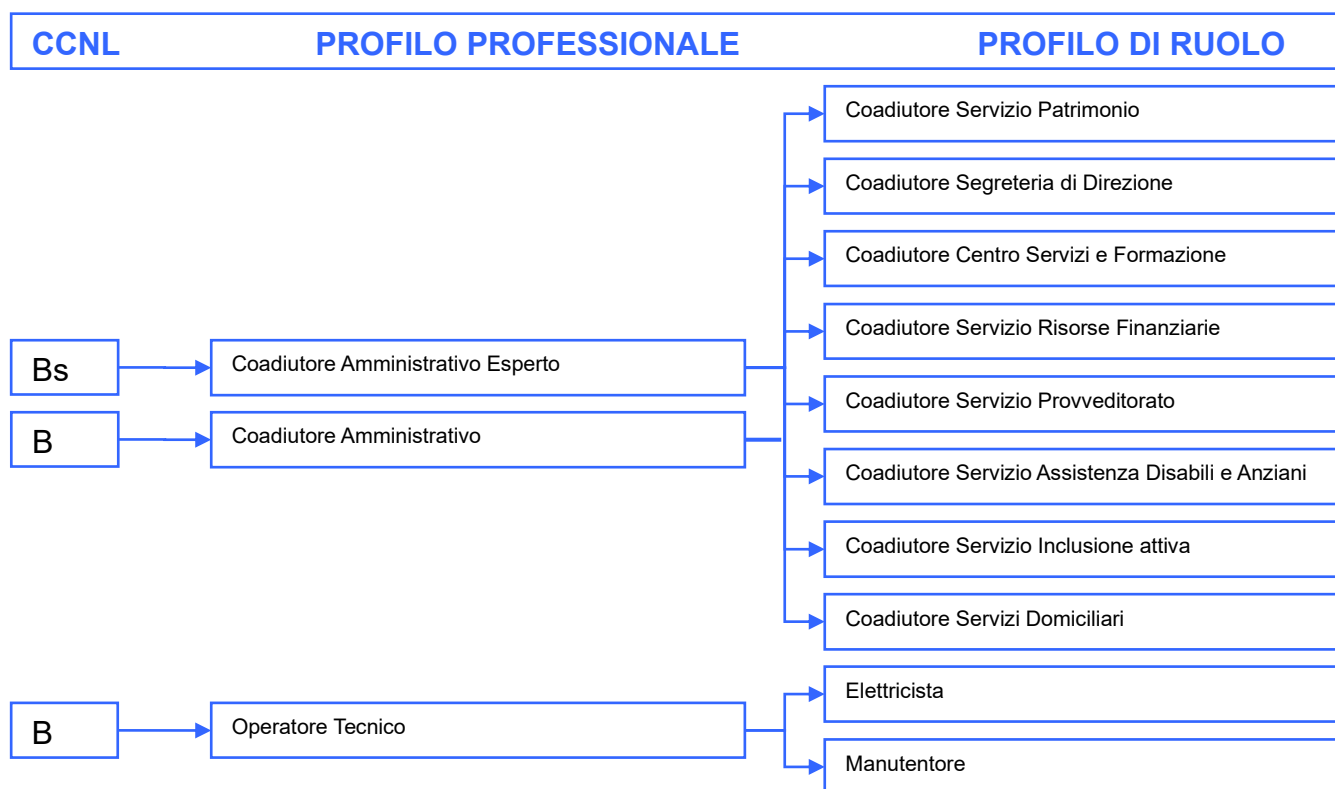 CCNL PROFILO PROFESSIONALE PROFILO DI RUOLO
Coadiutore Servizio Patrimonio
Coadiutore Segreteria di Direzione
Coadiutore Centro Servizi e Formazione
Coadiutore Servizio Risorse Finanziarie
Bs Coadiutore Amministrativo Esperto
Coadiutore Servizio Provveditorato
B Coadiutore Amministrativo
Coadiutore Servizio Assistenza Disabili e Anziani
Coadiutore Servizio Inclusione attiva
Coadiutore Servizi Domiciliari
Elettricista
B Operatore Tecnico
Manutentore